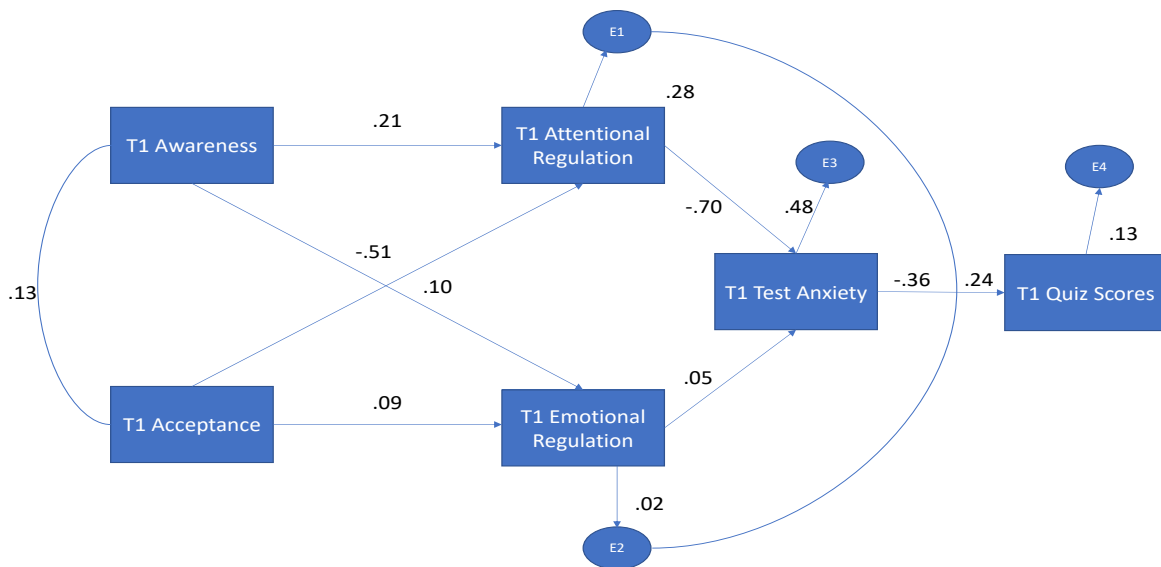 E1
.28
.21
T1 Awareness
T1 Attentional
Regulation
E3
E4
-.70
.48
.13
-.51
.10
.13
T1 Test Anxiety
-.36
.24
T1 Quiz Scores
.05
.09
T1 Acceptance
T1 Emotional
Regulation
.02
E2